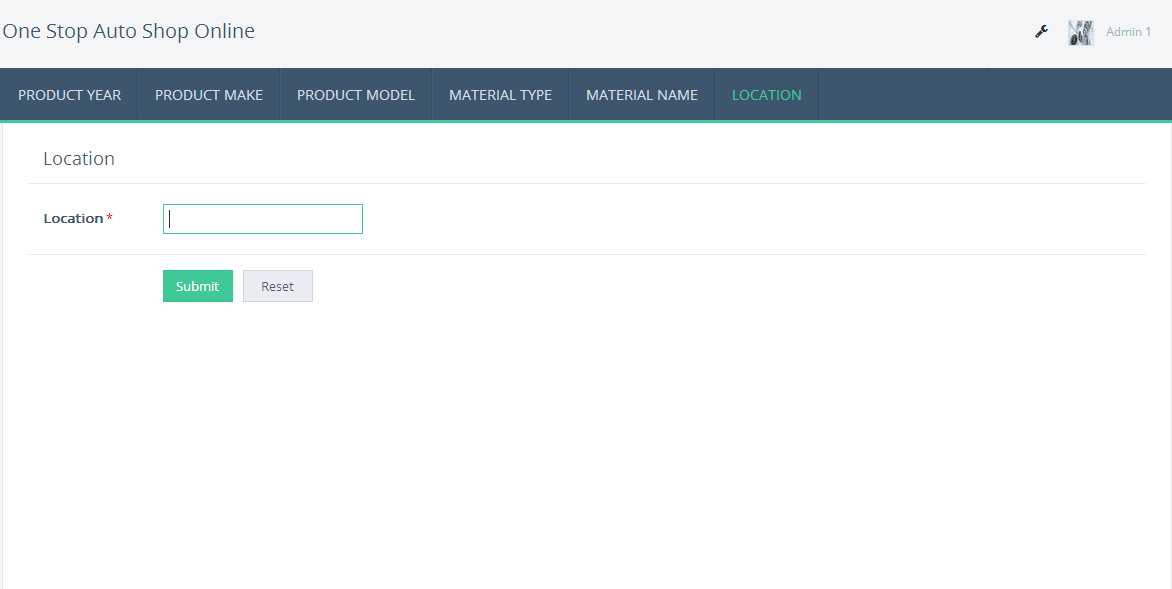 One Stop Auto Shop Online
Admin 1
PRODUCT YEAR PRODUCT MAKE PRODUCT MODEL MATERIAL TYPE MATERIAL NAME LOCATION
Location
Location *
Submit Reset